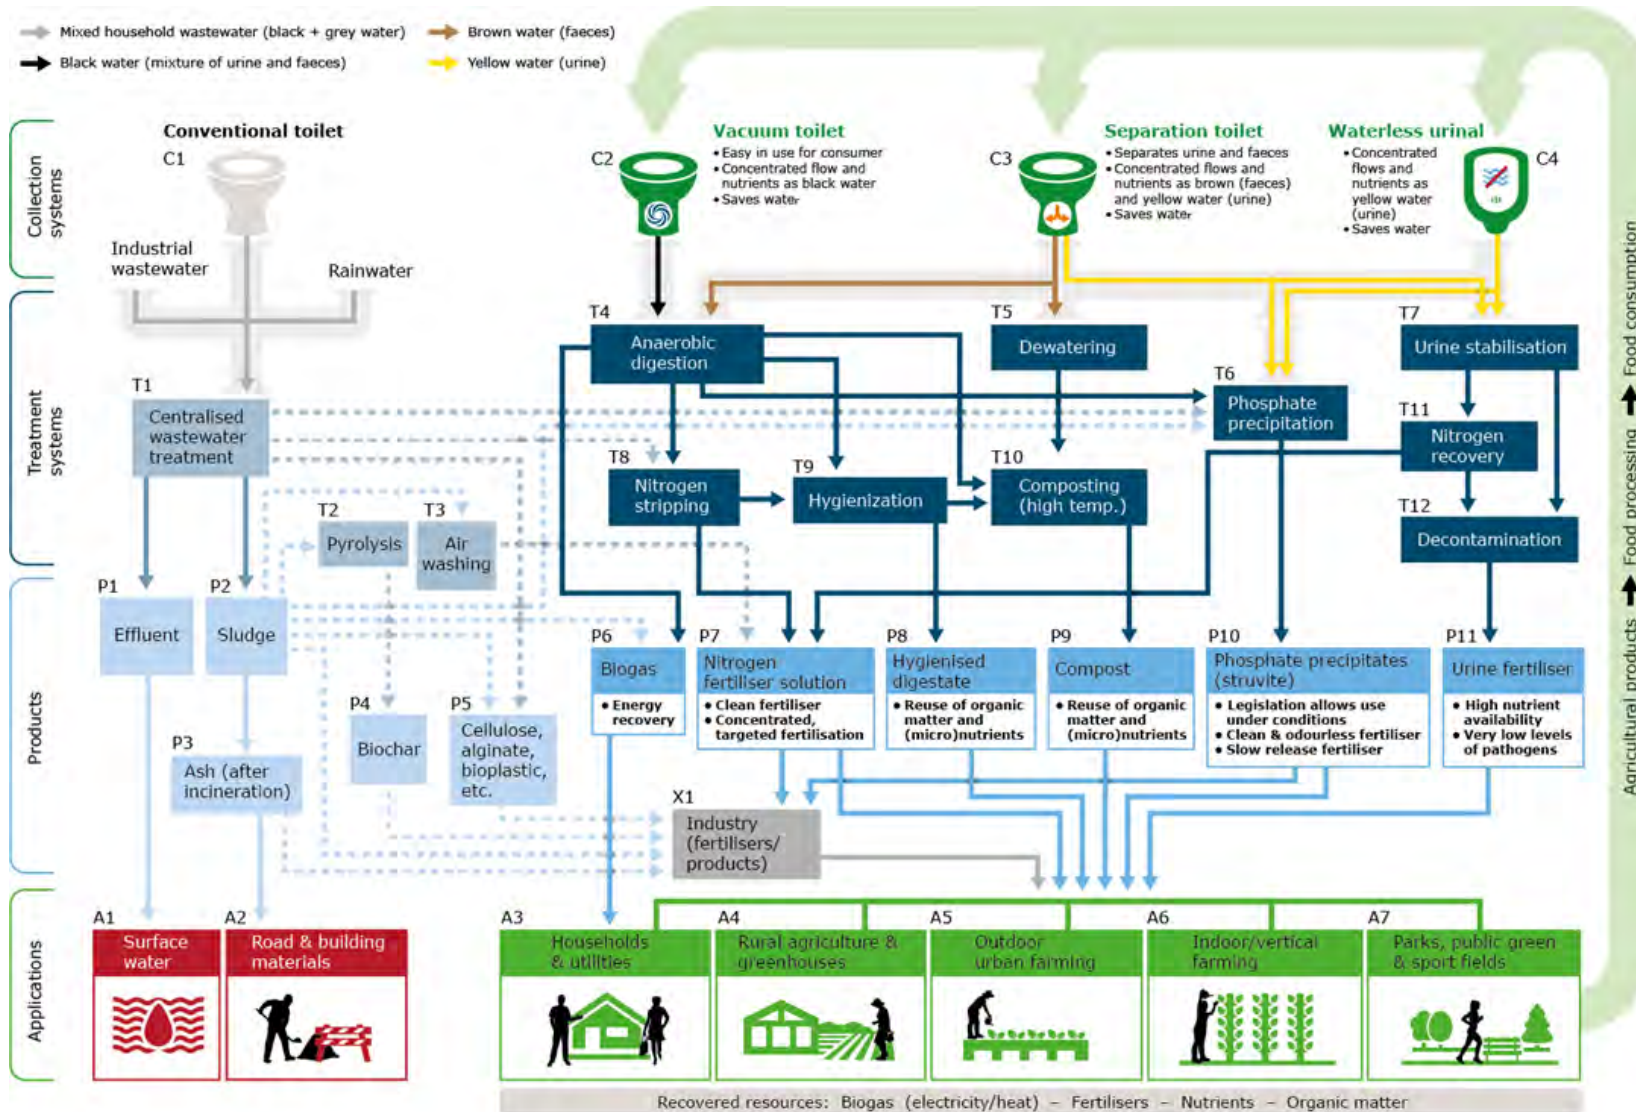 Mixed household wastewater (black + grey water)
Brown water (faeces)
Black water (mixture of urine and faeces)
Yellow water (urine)
Collection
systems
Conventional toilet
C1
Industrial
wastewater
Rainwater
C2
Vacuum toilet
• Easy in use for consumer
• Concentrated flow and
nutrients as black water
• Saves water
C3
Separation toilet
• Separates urine and faeces
• Concentrated flows and
nutrients as brown (faeces)
and yellow water (urine)
• Saves water
Waterless urinal
• Concentrated
flows and
nutrients as
yellow water
(urine)
• Saves water
C4
Treatment
systems
T1
Centralised
wastewater
treatment
T2
Pyrolysis
T3
Air
washing
T4
Anaerobic
digestion
T5
Dewatering
T6
Phosphate
precipitation
T7
Urine stabilisation
T8
Nitrogen
stripping
T9
Hygienization
T10
Composting
(high temp.)
T11
Nitrogen
recovery
T12
Decontamination
Products
P1
Effluent
P2
Sludge
P3
Ash (after
incineration)
P4
Biochar
P5
Cellulose,
alginate,
bioplastic,
etc.
P6
Biogas
• Energy
recovery
P7
Nitrogen
fertiliser solution
• Clean fertiliser
• Concentrated,
targeted fertilisation
P8
Hygienised
digestate
• Reuse of organic
matter and
(micro)nutrients
P9
Compost
• Reuse of organic
matter and
(micro)nutrients
P10
Phosphate precipitates
(struvite)
• Legislation allows use
under conditions
• Clean & odourless fertiliser
• Slow release fertiliser
P11
Urine fertiliser
• High nutrient
availability
• Very low levels
of pathogens
X1
Industry
(fertilisers/
products)
Applications
A1
Surface
water
A2
Road & building
materials
A3
Households
& utilities
A4
Rural agriculture &
greenhouses
A5
Outdoor
urban farming
A6
Indoor/vertical
farming
A7
Parks, public green
& sport fields
Agricultural products → Food processing → Food consumption
Recovered resources: Biogas (electricity/heat) – Fertilisers – Nutrients – Organic matter